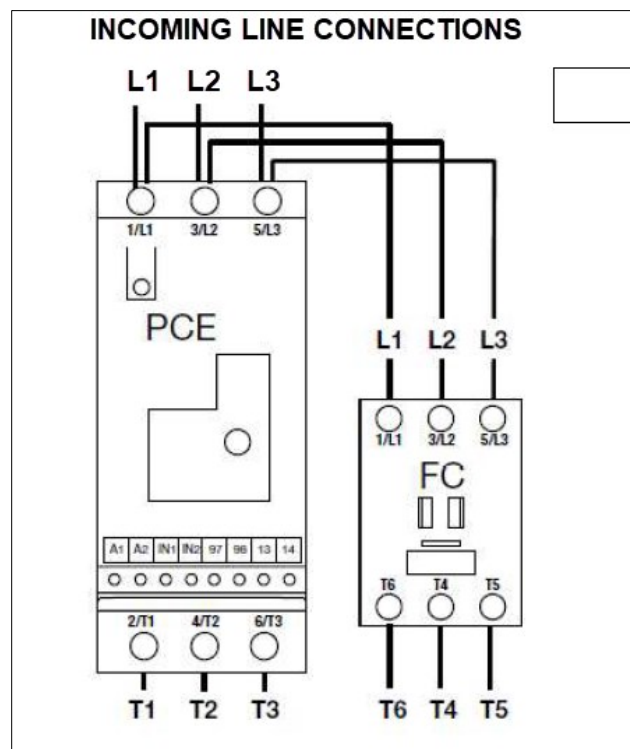 INCOMING LINE CONNECTIONS
L1 L2 L3
1/L1 3/L2 5/L3
PCE
L1 L2 L3
1/L1 3/L2 5/L3
FC
A1 A2 IN1 IN2 97 96 13 14
T6 T4 T5
2/T1 4/T2 6/T3
T1 T2 T3
T6 T4 T5